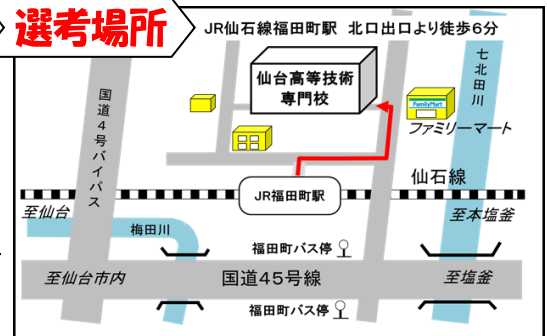 選考場所
JR仙石線福田町駅 北口出口より徒歩6分
仙台高等技術
専門校
七北田川
国道4号バイパス
FamilyMart
ファミリーマート
仙石線
JR福田町駅
至仙台
至本塩釜
梅田川
福田町バス停
至仙台市内
国道45号線
至塩釜
福田町バス停